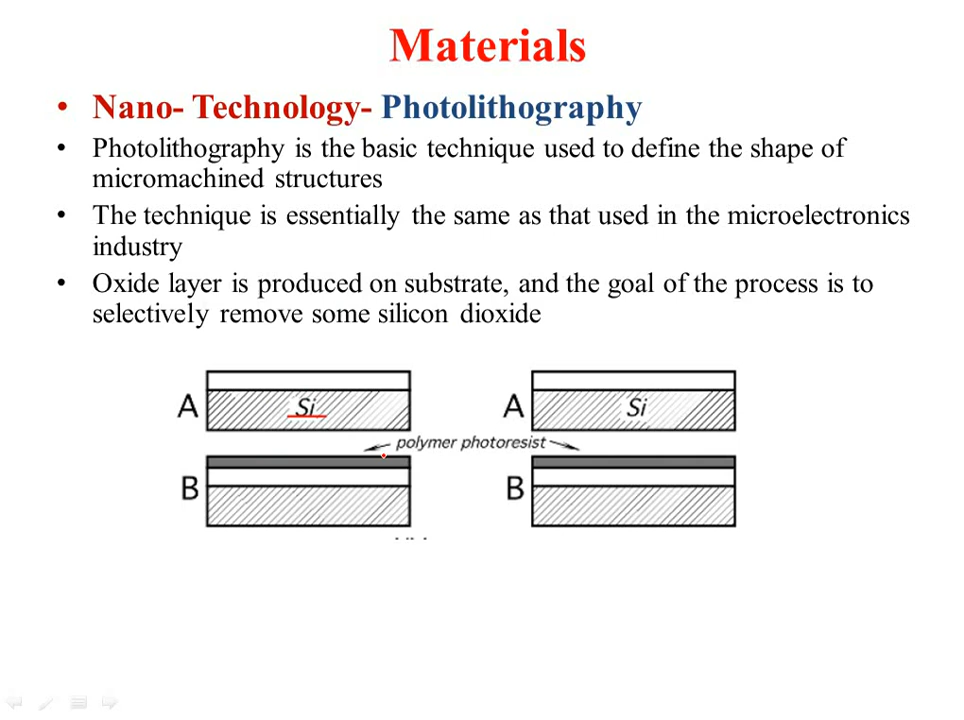 Materials
• Nano- Technology- Photolithography
• Photolithography is the basic technique used to define the shape of
micromachined structures
• The technique is essentially the same as that used in the microelectronics
industry
• Oxide layer is produced on substrate, and the goal of the process is to
selectively remove some silicon dioxide
A Si A Si
polymer photoresist
B B